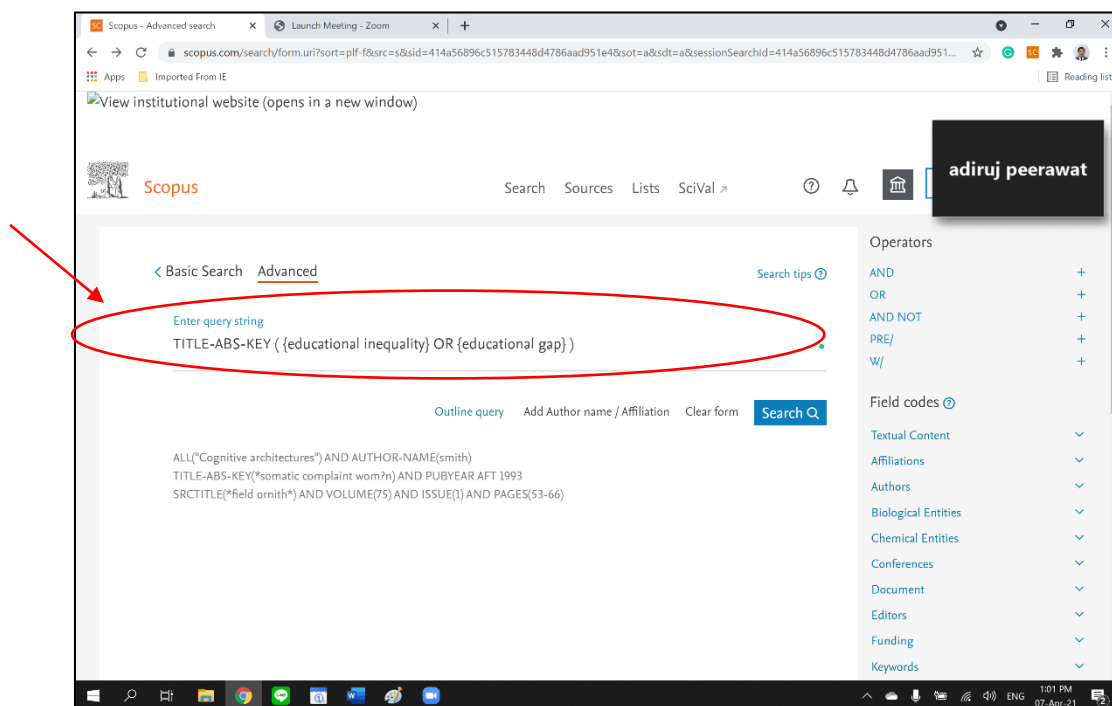 Scopus - Advanced search
Launch Meeting - Zoom
scopus.com/search/form.uri?sort=plf-f&src=s&sid=414a56896c515783448d4786aad951e4&sot=a&sdt=a&sessionSearchId=414a56896c515783448d4786aad951...
Apps Imported From IE Reading list
View institutional website (opens in a new window)
adiruj peerawat
Scopus Search Sources Lists SciVal
Operators
Basic Search Advanced Search tips
AND
OR
Enter query string
AND NOT
TITLE-ABS-KEY ( {educational inequality} OR {educational gap} )
PRE/
W/
Field codes
Outline query Add Author name / Affiliation Clear form Search
Textual Content
ALL("Cognitive architectures") AND AUTHOR-NAME(smith)
Affiliations
TITLE-ABS-KEY(*somatic complaint wom?n) AND PUBYEAR AFT 1993
Authors
SRCTITLE(*field ornith*) AND VOLUME(75) AND ISSUE(1) AND PAGES(53-66)
Biological Entities
Chemical Entities
Conferences
Document
Editors
Funding
Keywords
ENG
1:01 PM
07-Apr-21
2